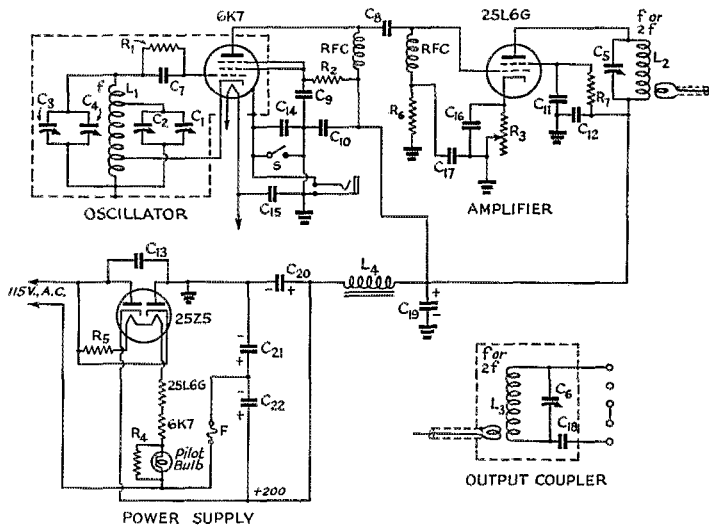 6K7
C8
25L6G
f or
2f
R1
RFC
RFC
C5
L2
C7
R2
f
L1
C3
C4
C2
C1
C9
C14
C10
R6
C16
R3
C11
R7
C12
C17
S
C15
OSCILLATOR
AMPLIFIER
C13
C20
L4
115V., A.C.
25Z5
C19
R5
C21
25L6G
C22
6K7
R4
F
Pilot
Bulb
+200
POWER SUPPLY
f or
2f
L3
C6
C18
OUTPUT COUPLER